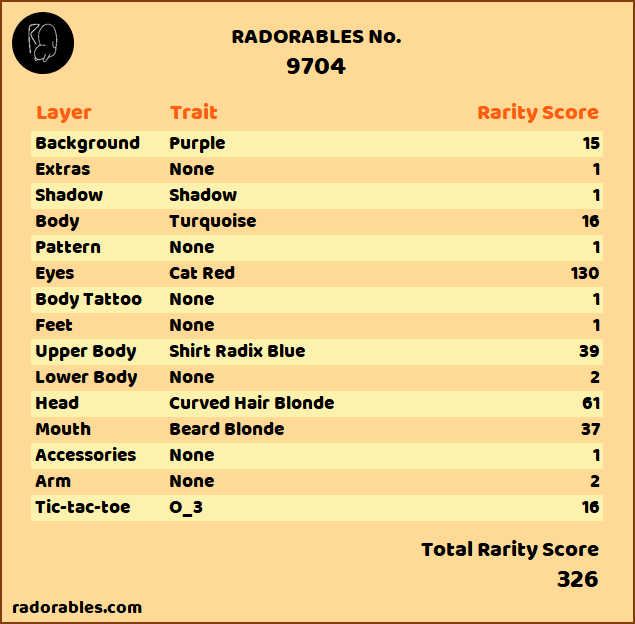 RADORABLES No.
9704
Layer Trait Rarity Score
Background Purple 15
Extras None 1
Shadow Shadow 1
Body Turquoise 16
Pattern None 1
Eyes Cat Red 130
Body Tattoo None 1
Feet None 1
Upper Body Shirt Radix Blue 39
Lower Body None 2
Head Curved Hair Blonde 61
Mouth Beard Blonde 37
Accessories None 1
Arm None 2
Tic-tac-toe O_3 16
Total Rarity Score
326
radorables.com